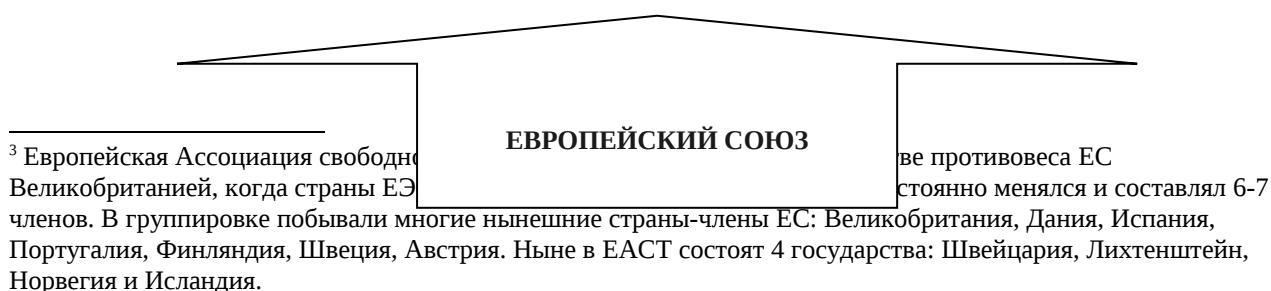 ЕВРОПЕЙСКИЙ СОЮЗ
3 Европейская Ассоциация свободно ве противовеса ЕС
Великобританией, когда страны ЕЭ стоянно менялся и составлял 6-7
членов. В группировке побывали многие нынешние страны-члены ЕС: Великобритания, Дания, Испания,
Португалия, Финляндия, Швеция, Австрия. Ныне в ЕАСТ состоят 4 государства: Швейцария, Лихтенштейн,
Норвегия и Исландия.